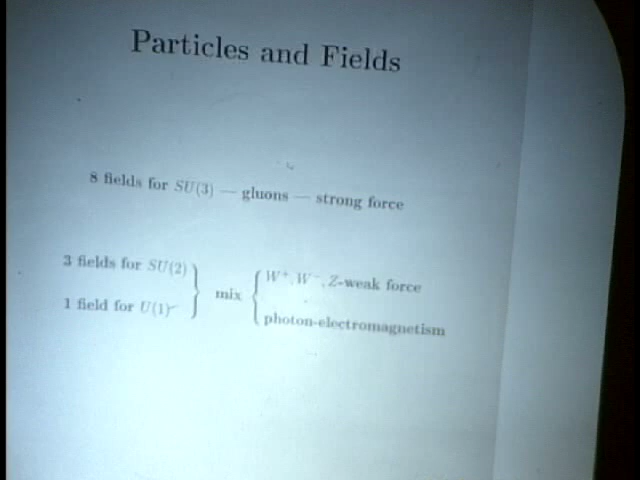 Particles and Fields
8 fields for SU(3) — gluons — strong force
3 fields for SU(2)
1 field for U(1)
mix
W⁺, W⁻, Z-weak force
photon-electromagnetism